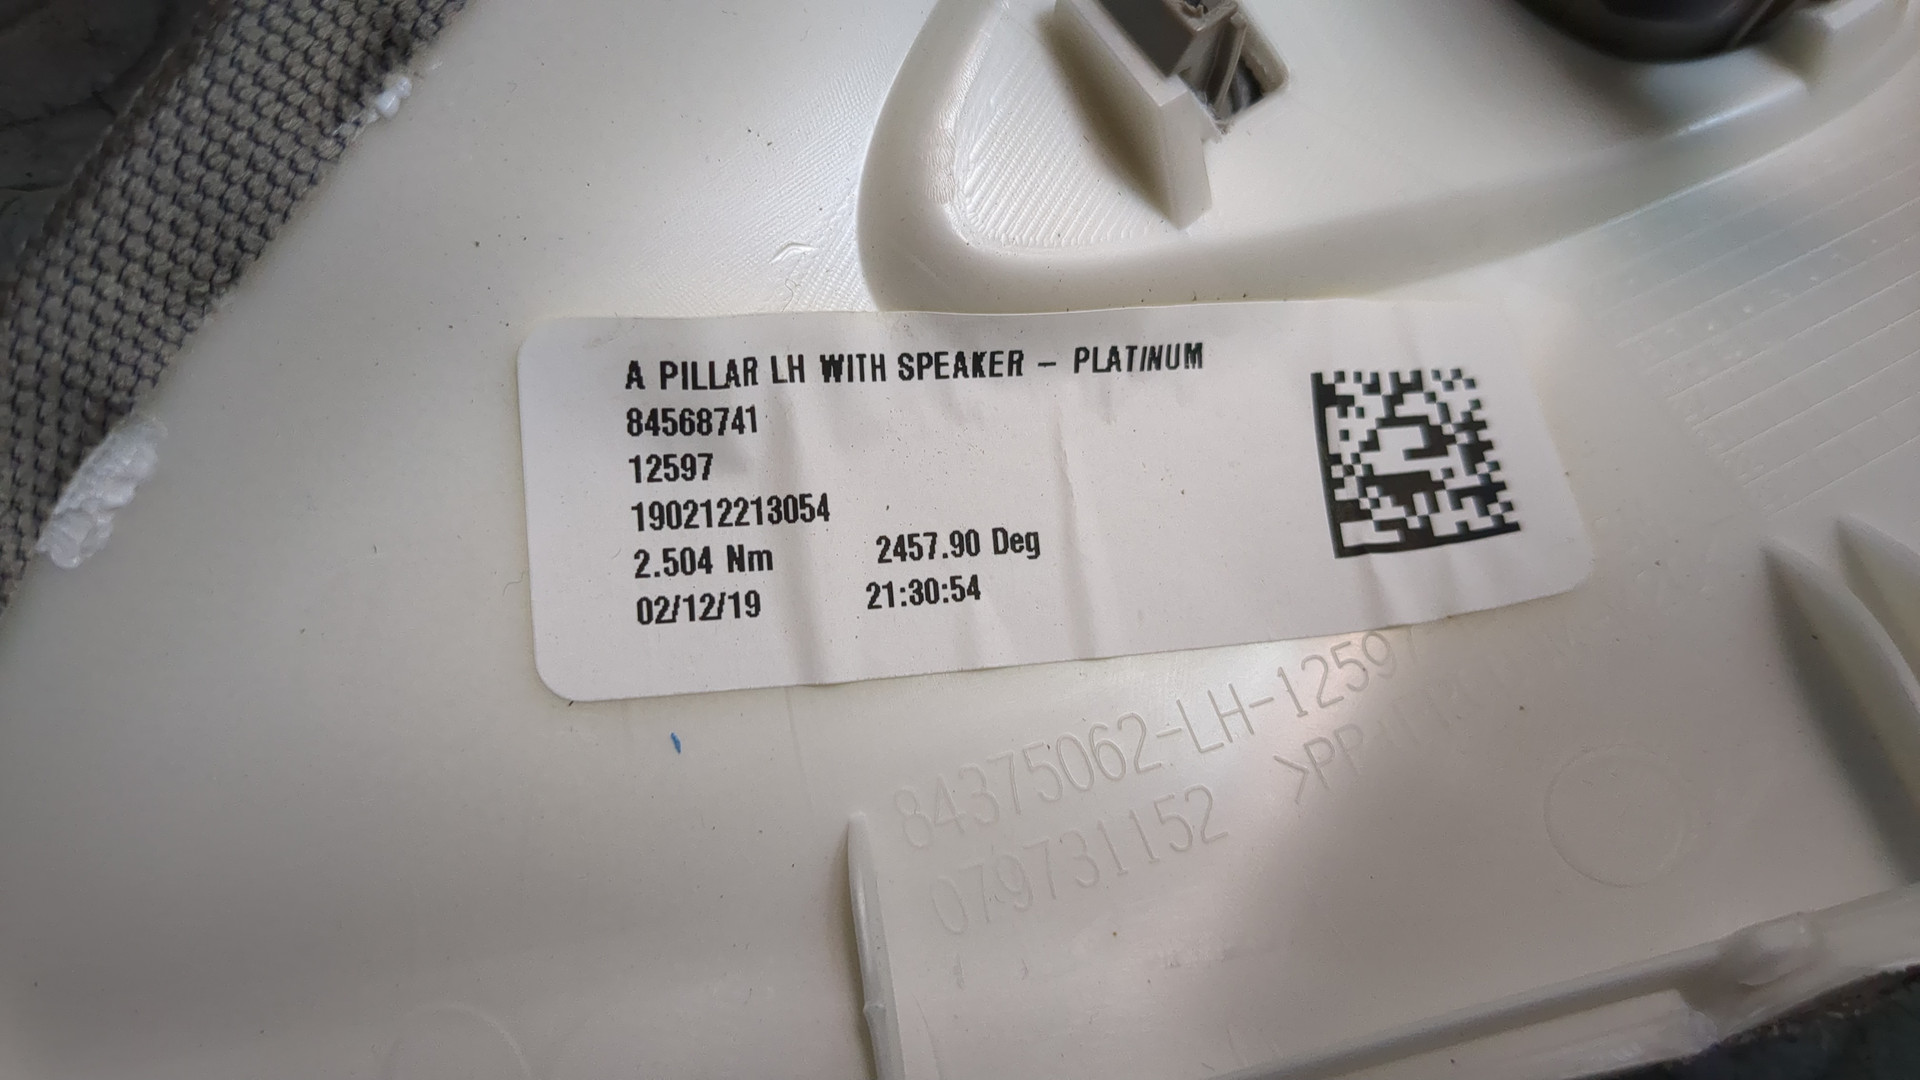 A PILLAR LH WITH SPEAKER – PLATINUM
84568741
12597
190212213054
2.504 Nm 2457.90 Deg
02/12/19 21:30:54
84375062-LH-12597
079731152